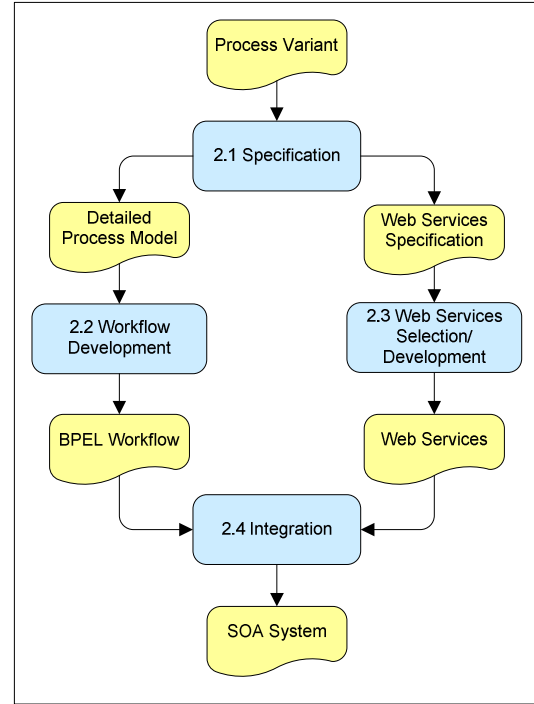 Process Variant
2.1 Specification
Detailed
Process Model
Web Services
Specification
2.2 Workflow
Development
2.3 Web Services
Selection/
Development
BPEL Workflow
Web Services
2.4 Integration
SOA System